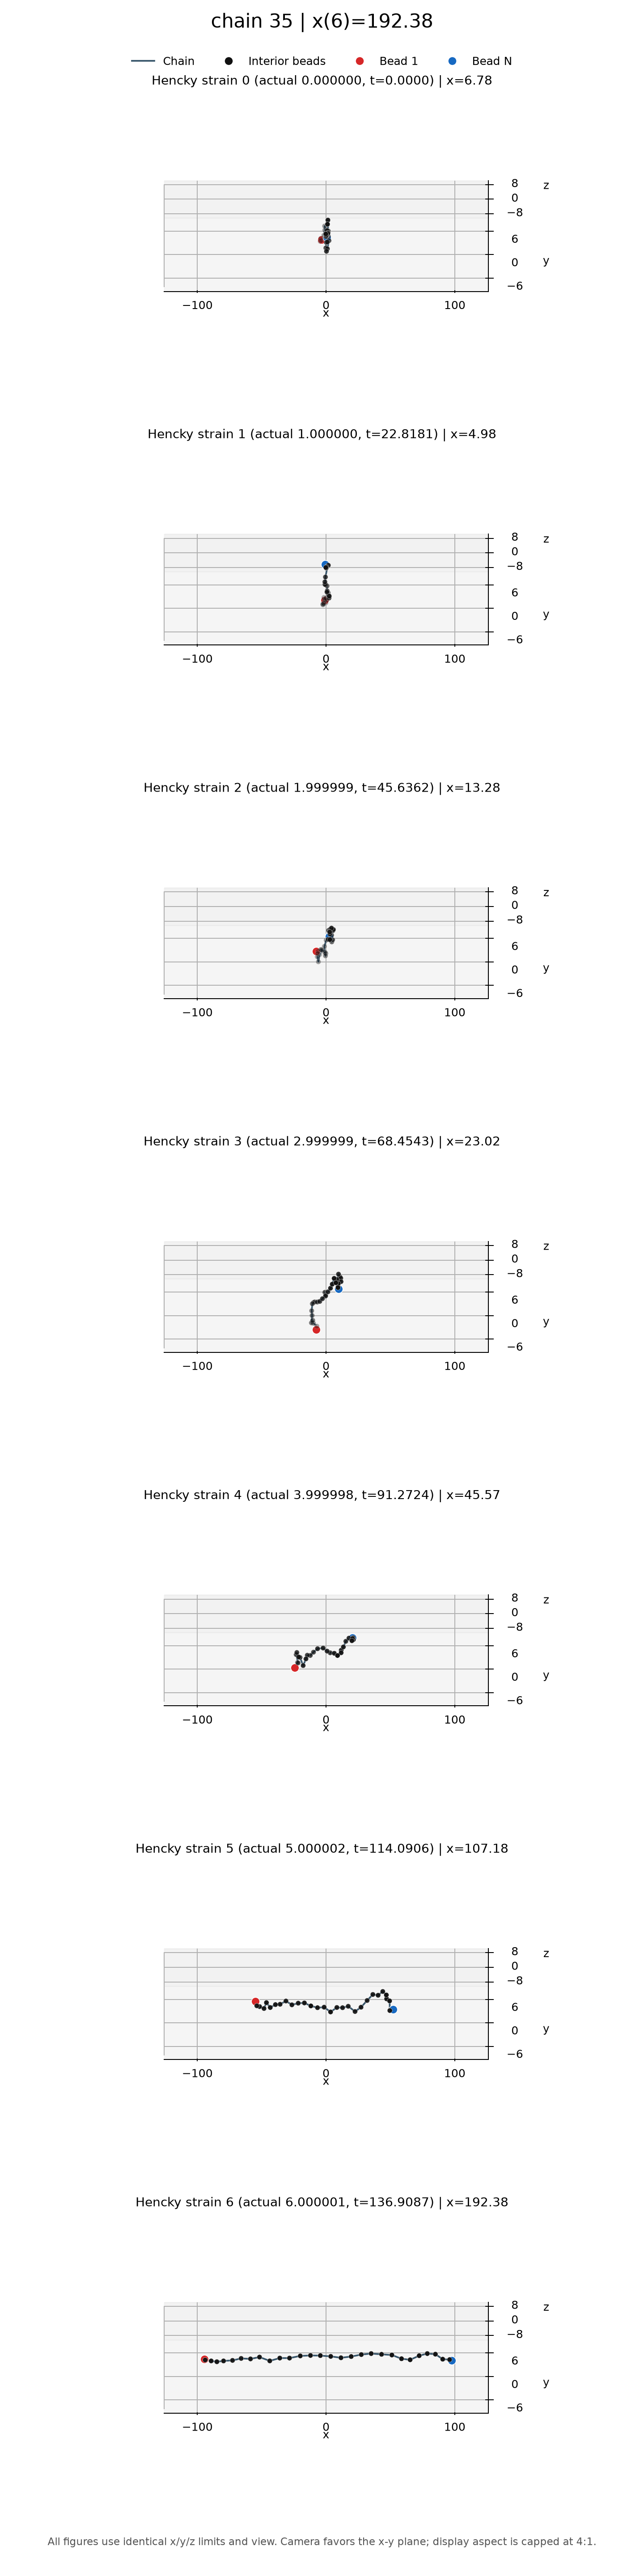 chain 35 | x(6)=192.38
Chain Interior beads Bead 1 Bead N
Hencky strain 0 (actual 0.000000, t=0.0000) | x=6.78
8 z
0
−8
6
0 y
−6
−100 0 100
x
Hencky strain 1 (actual 1.000000, t=22.8181) | x=4.98
8 z
0
−8
6
0 y
−6
−100 0 100
x
Hencky strain 2 (actual 1.999999, t=45.6362) | x=13.28
8 z
0
−8
6
0 y
−6
−100 0 100
x
Hencky strain 3 (actual 2.999999, t=68.4543) | x=23.02
8 z
0
−8
6
0 y
−6
−100 0 100
x
Hencky strain 4 (actual 3.999998, t=91.2724) | x=45.57
8 z
0
−8
6
0 y
−6
−100 0 100
x
Hencky strain 5 (actual 5.000002, t=114.0906) | x=107.18
8 z
0
−8
6
0 y
−6
−100 0 100
x
Hencky strain 6 (actual 6.000001, t=136.9087) | x=192.38
8 z
0
−8
6
0 y
−6
−100 0 100
x
All figures use identical x/y/z limits and view. Camera favors the x-y plane; display aspect is capped at 4:1.